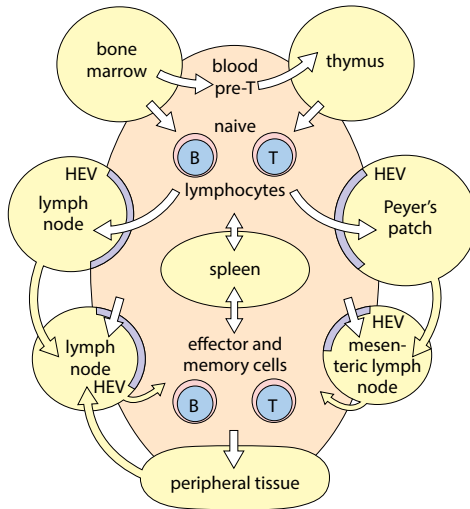 bone
marrow
blood
pre-T
thymus
naive
B
T
lymphocytes
HEV
lymph
node
HEV
Peyer's
patch
spleen
lymph
node
HEV
effector and
memory cells
B
T
HEV
mesen-
teric lymph
node
peripheral tissue